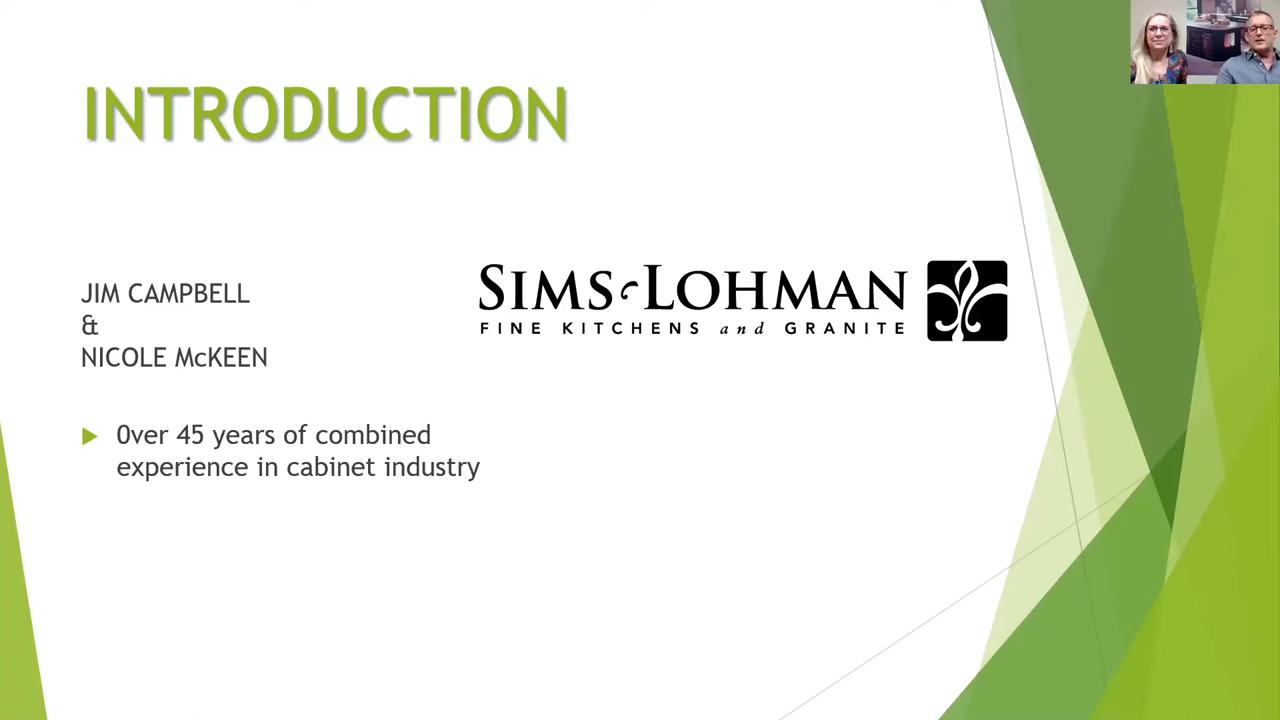 INTRODUCTION
JIM CAMPBELL
&
NICOLE McKEEN
SIMS-LOHMAN
FINE KITCHENS and GRANITE
0ver 45 years of combined
experience in cabinet industry